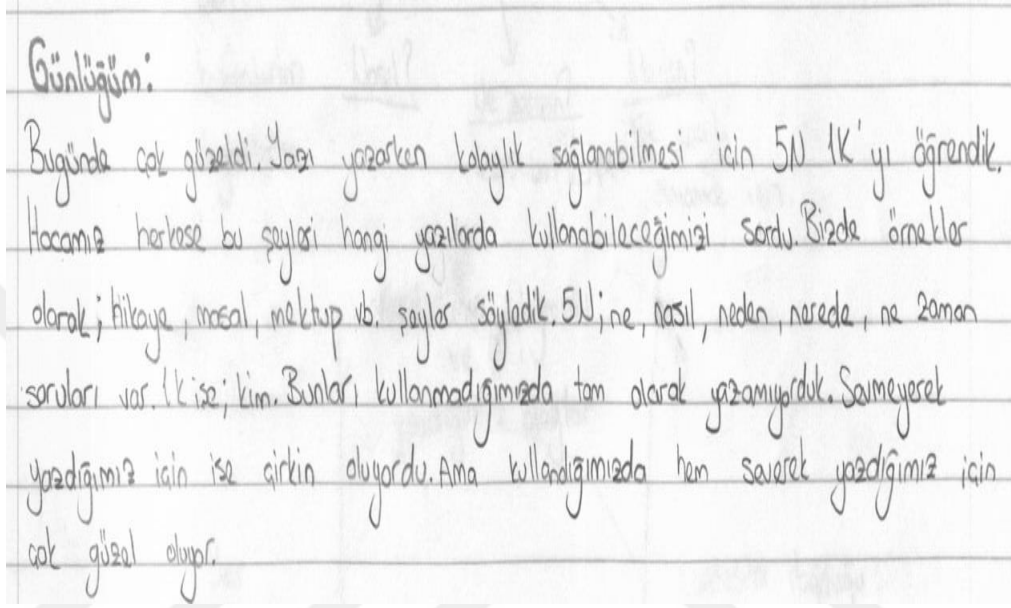 Günlüğüm:
Bugünde çok güzeldi. Yazı yazarken kolaylık sağlanabilmesi için 5N 1K'yı öğrendik.
Hocamız herkese bu şeyleri hangi yazılarda kullanabileceğimizi sordu. Bizde örnekler
olarak; hikaye, masal, mektup vb. şeyler söyledik. 5N; ne, nasıl, neden, nerede, ne zaman
soruları var. 1K ise; kim. Bunları kullanmadığımızda tam olarak yazamıyorduk. Sevmeyerek
yazdığımız için ise çirkin oluyordu. Ama kullandığımızda hem severek yazdığımız için
çok güzel oluyor.